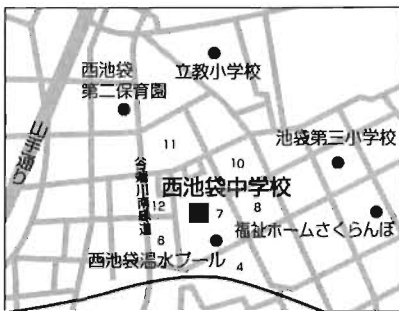 西池袋
第二保育園
立教小学校
山手通り
11
谷端川南緑道
10
池袋第三小学校
西池袋中学校
12
7
8
福祉ホームさくらんぼ
6
西池袋温水プール
4